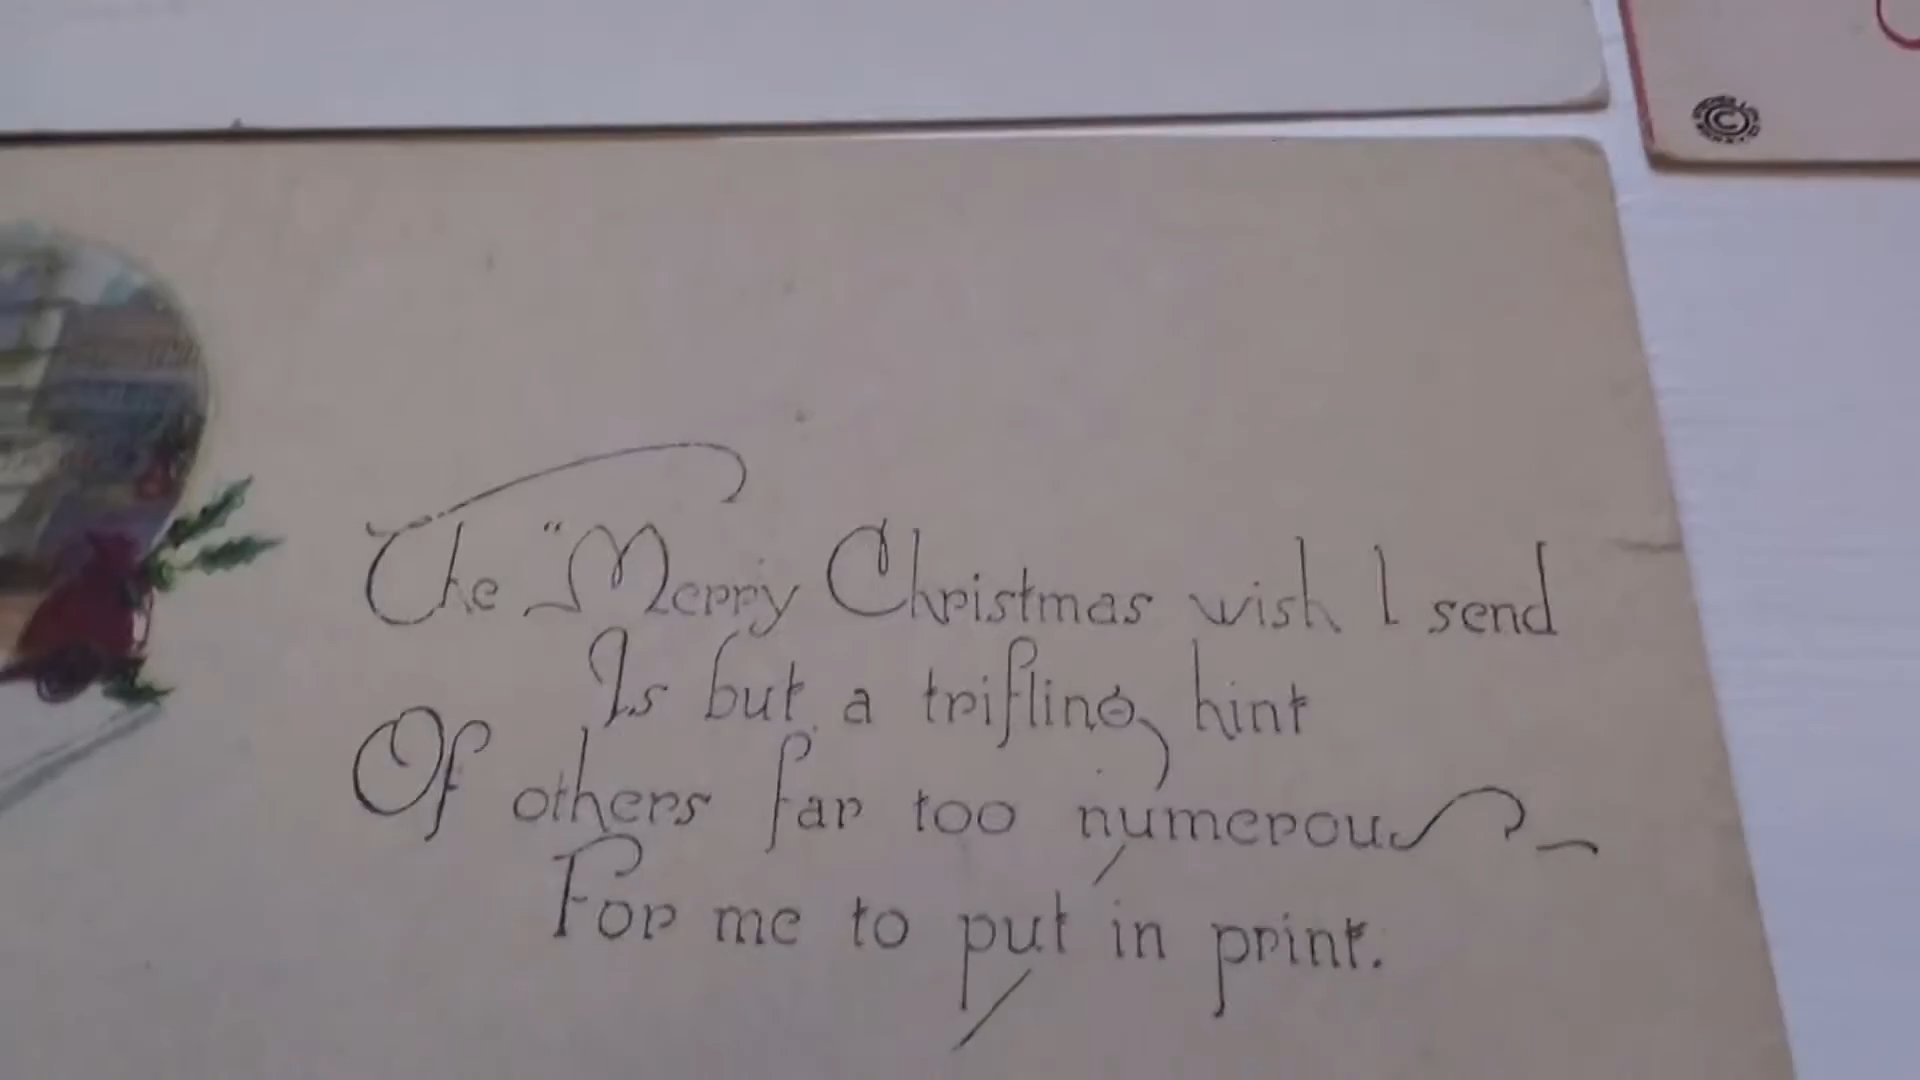 The "Merry Christmas wish I send
Is but a trifling hint
Of others far too numerous
For me to put in print.